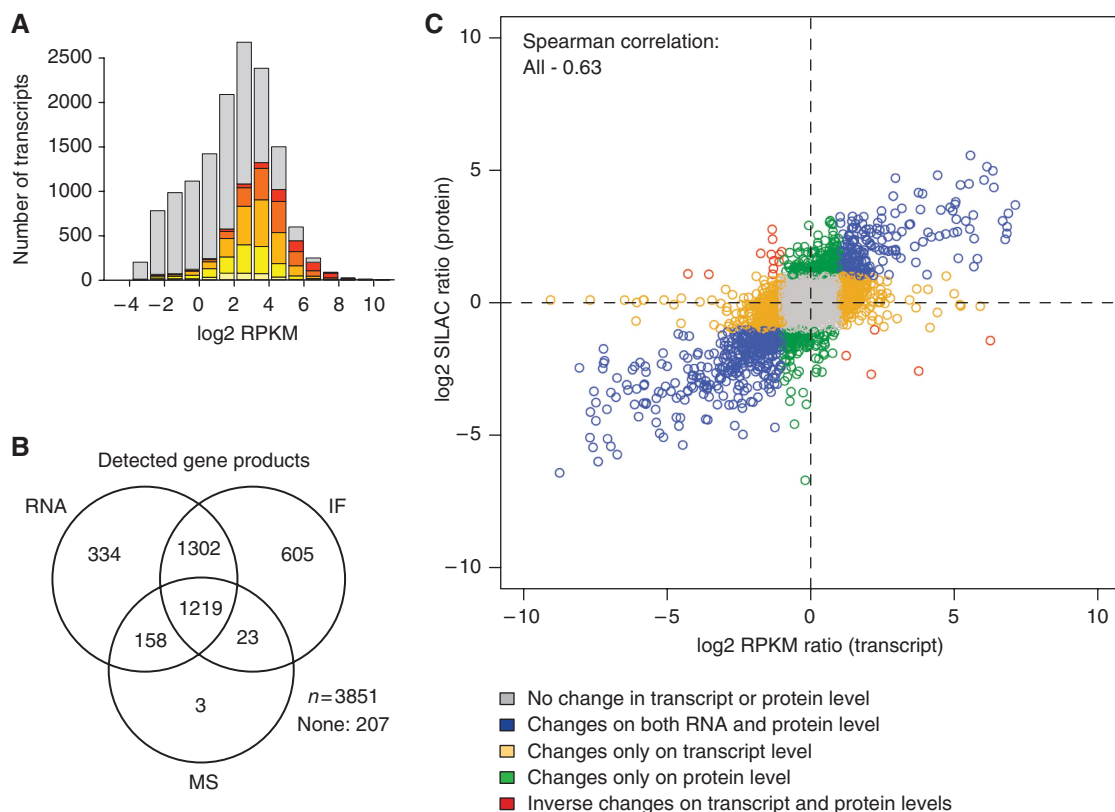 A
Number of transcripts
2500
2000
1500
1000
500
0
−4 −2 0 2 4 6 8 10
log2 RPKM
B
Detected gene products
RNA
IF
334
1302
605
1219
158
23
3
n=3851
None: 207
MS
C
Spearman correlation:
All - 0.63
log2 SILAC ratio (protein)
10
5
0
−5
−10
−10 −5 0 5 10
log2 RPKM ratio (transcript)
No change in transcript or protein level
Changes on both RNA and protein level
Changes only on transcript level
Changes only on protein level
Inverse changes on transcript and protein levels